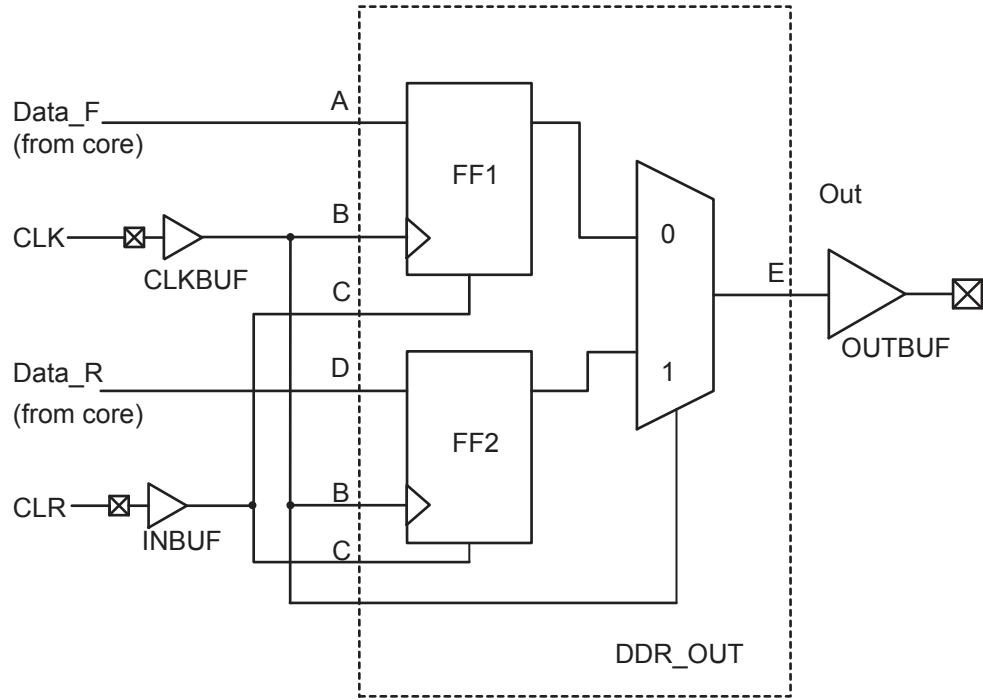 Data_F
(from core)
A
FF1
CLK
CLKBUF
B
C
0
1
Out
E
OUTBUF
Data_R
(from core)
D
FF2
CLR
INBUF
B
C
DDR_OUT